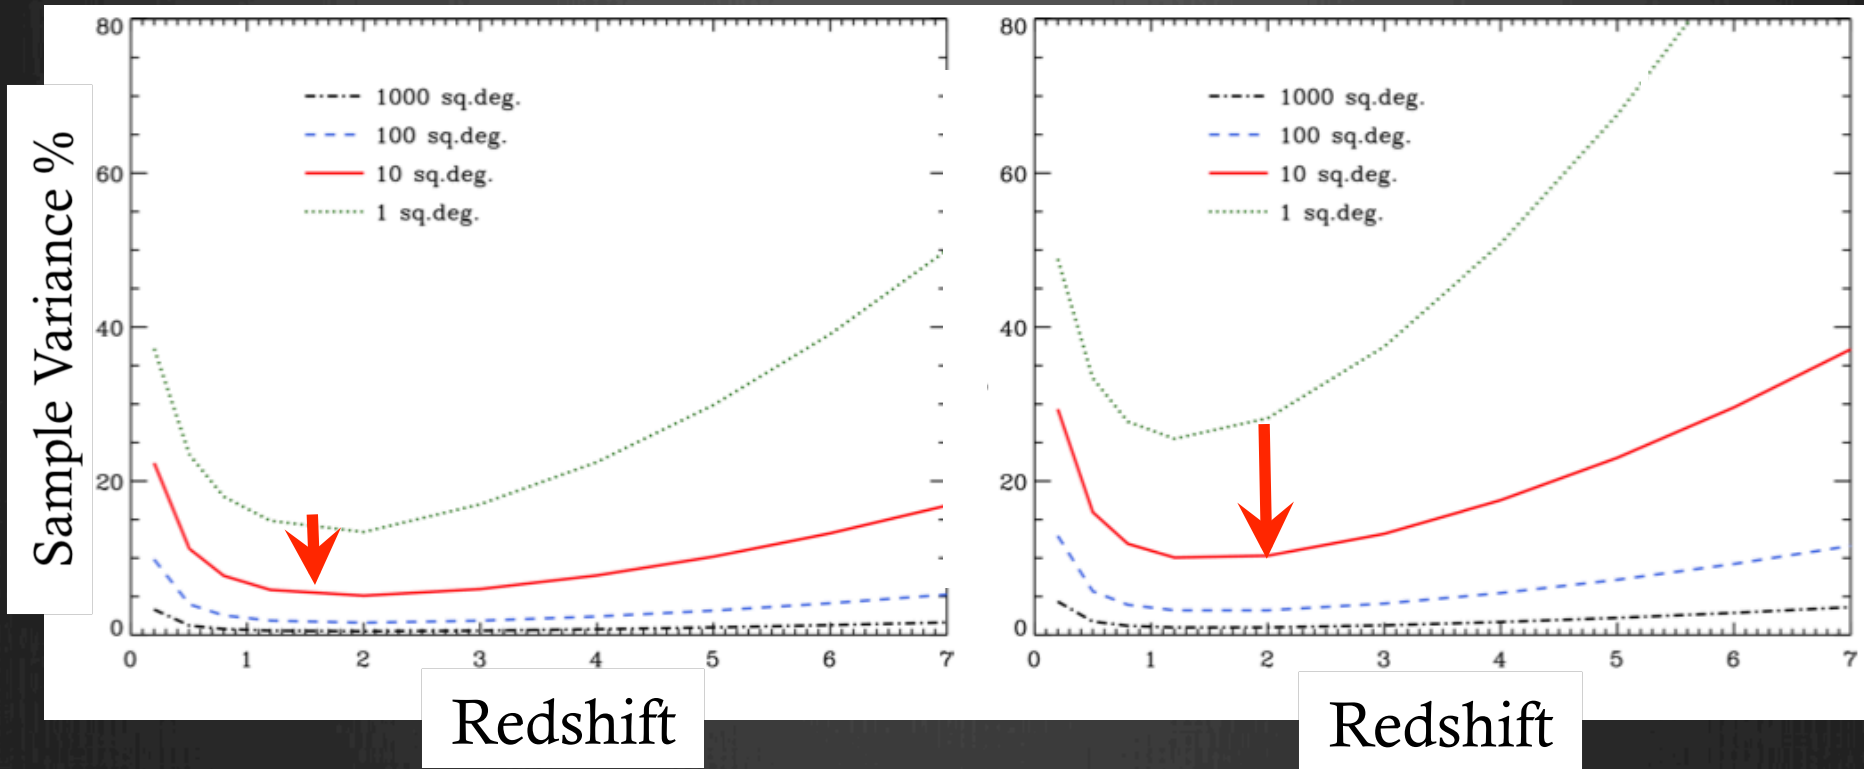 Sample Variance %
80
60
40
20
0
1000 sq.deg.
100 sq.deg.
10 sq.deg.
1 sq.deg.
0 1 2 3 4 5 6 7
Redshift
80
60
40
20
0
1000 sq.deg.
100 sq.deg.
10 sq.deg.
1 sq.deg.
0 1 2 3 4 5 6 7
Redshift